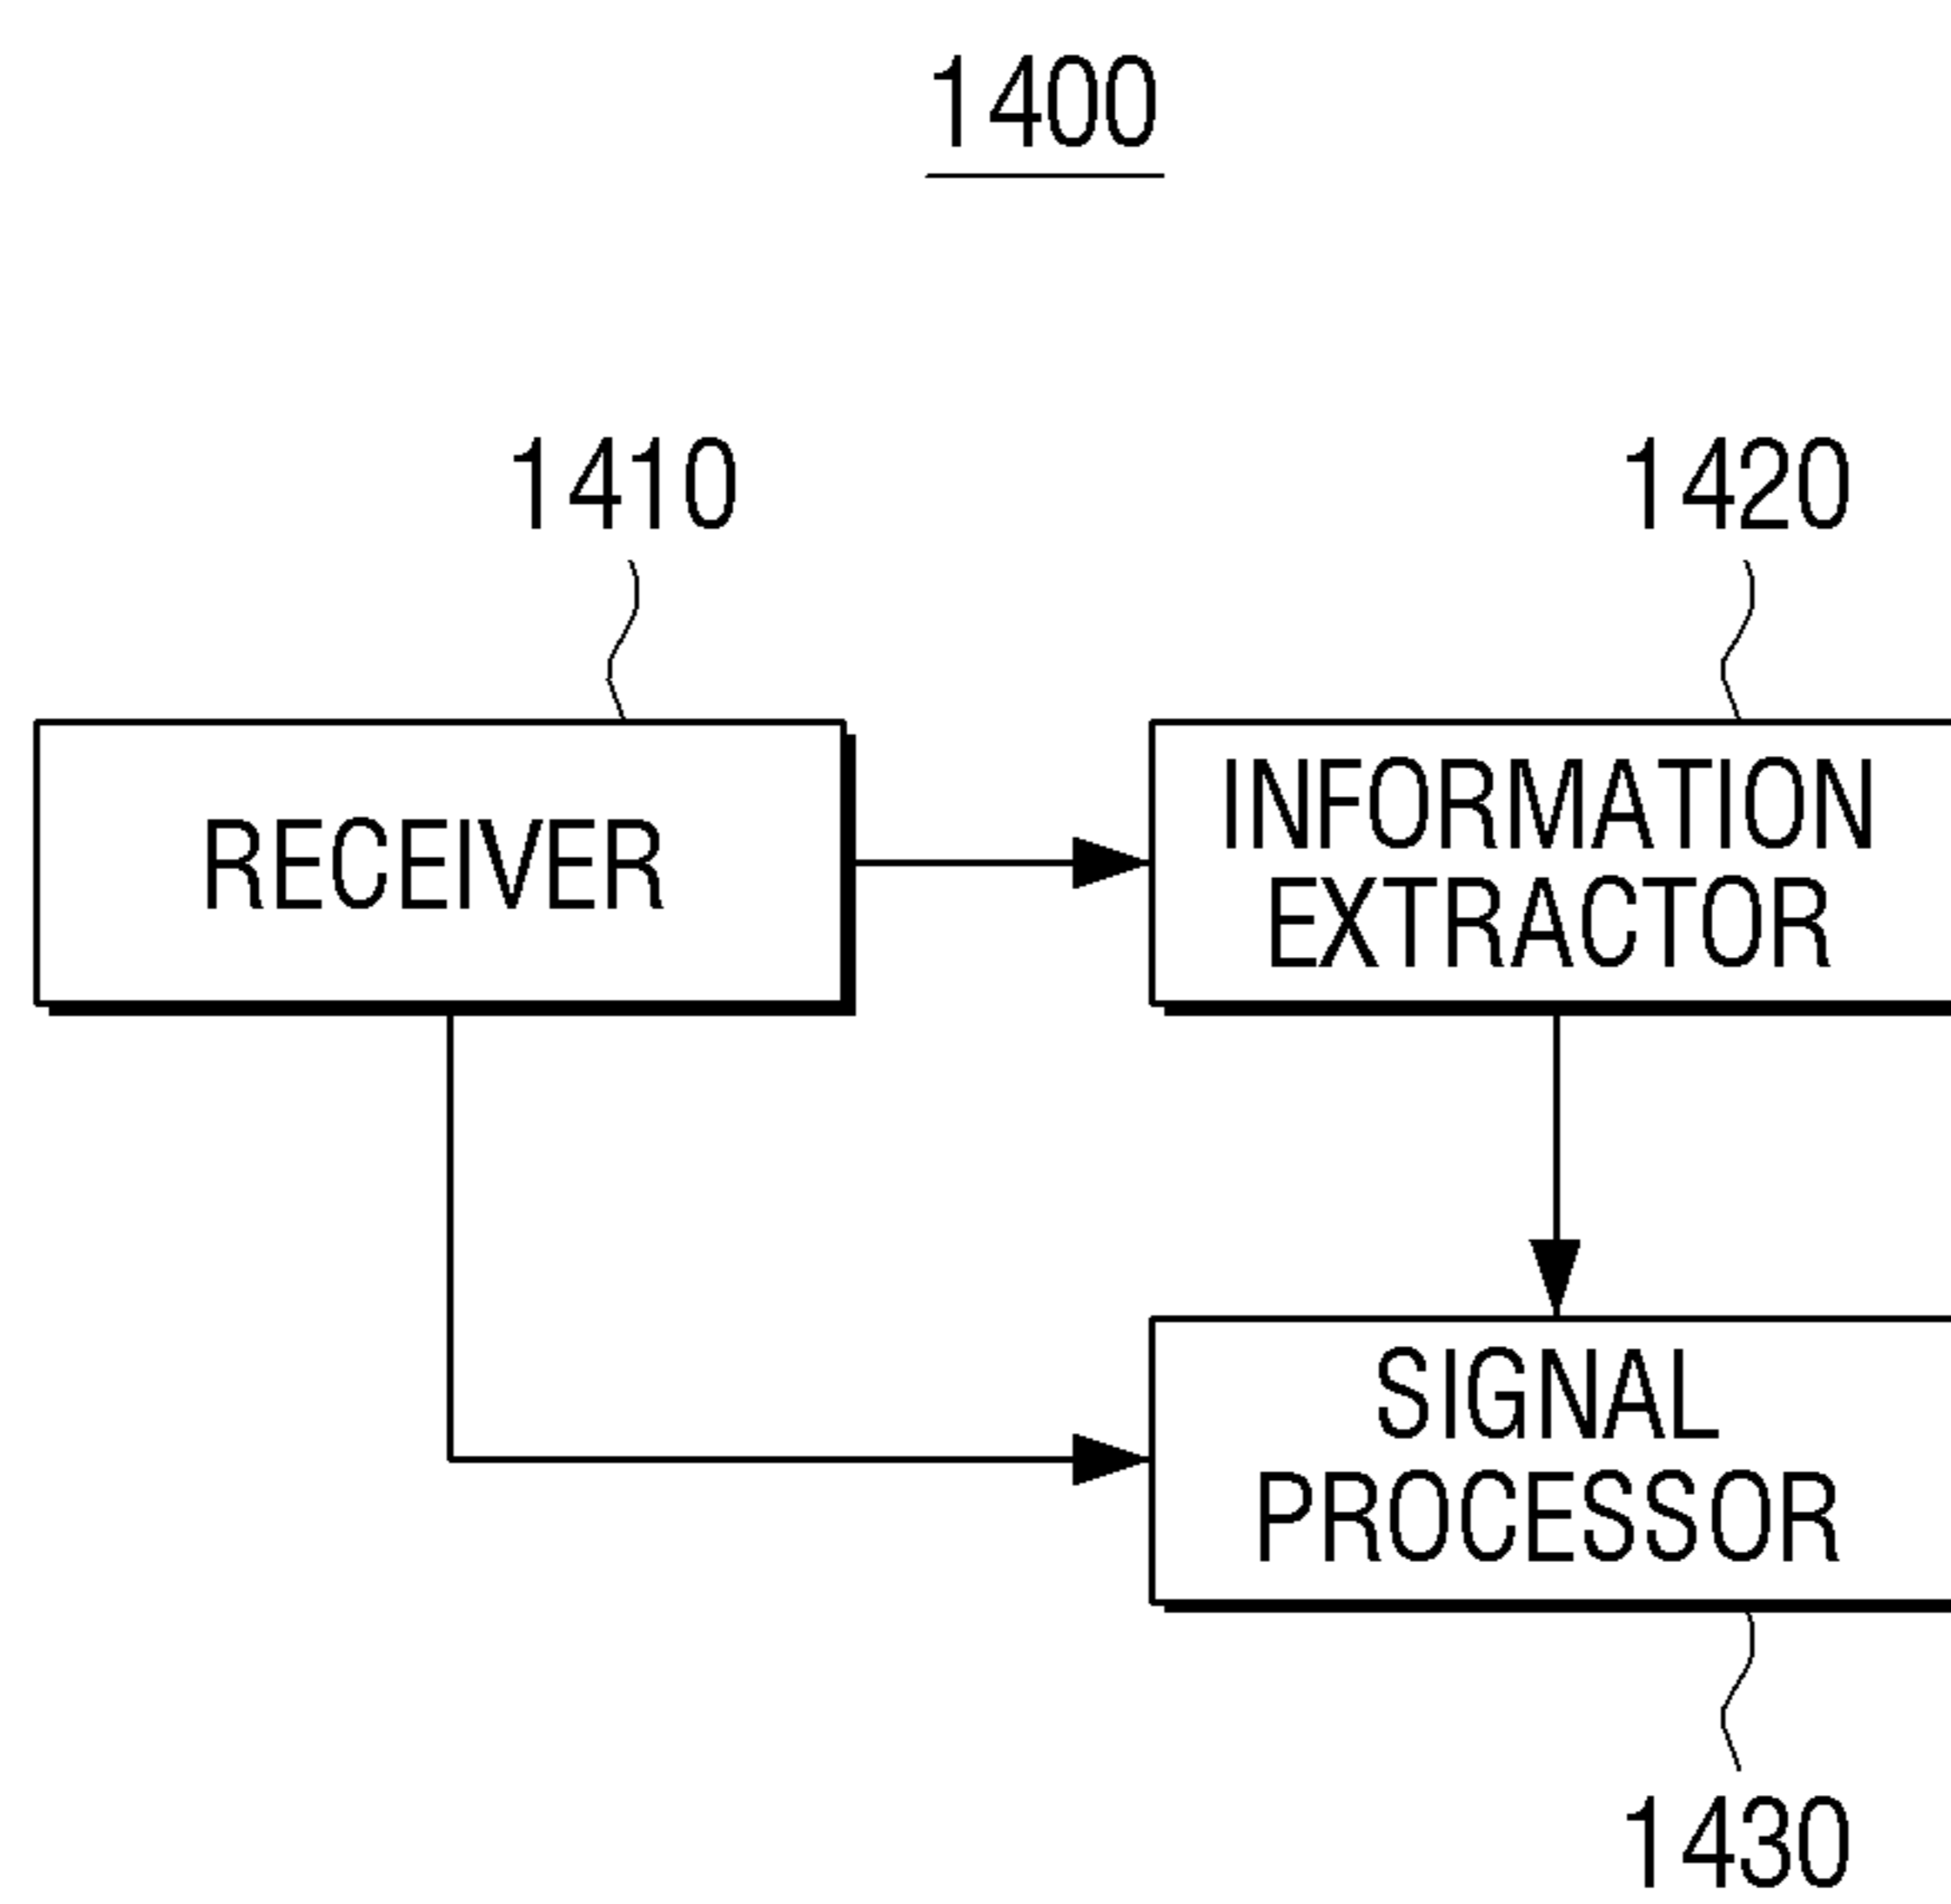 1400
1410
1420
RECEIVER
INFORMATION
EXTRACTOR
SIGNAL
PROCESSOR
1430